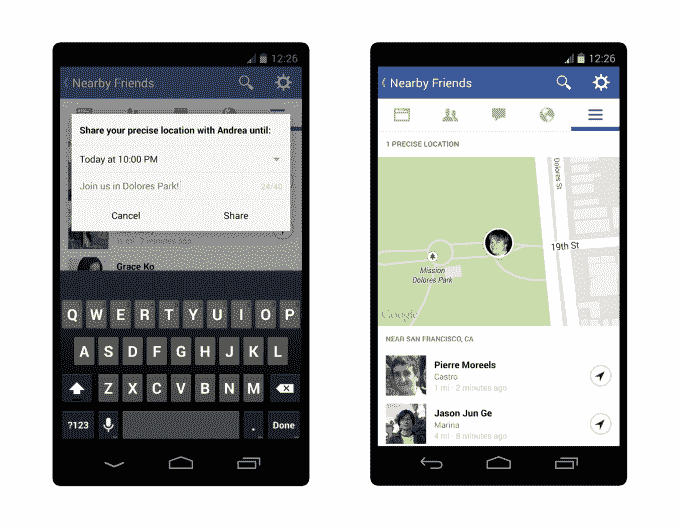 12:26
Nearby Friends
Share your precise location with Andrea until:
Today at 10:00 PM
Join us in Dolores Park!
24/40
Cancel
Share
2 minutes ago
Grace Ko
Q W E R T Y U I O P
A S D F G H J K L
Z X C V B N M
?123
.
Done
12:26
Nearby Friends
1 PRECISE LOCATION
Dolores St
19th St
Mission
Dolores Park
Google
NEAR SAN FRANCISCO, CA
Pierre Moreels
Castro
1 mi · 2 minutes ago
Jason Jun Ge
Marina
4 mi · 8 minutes ago